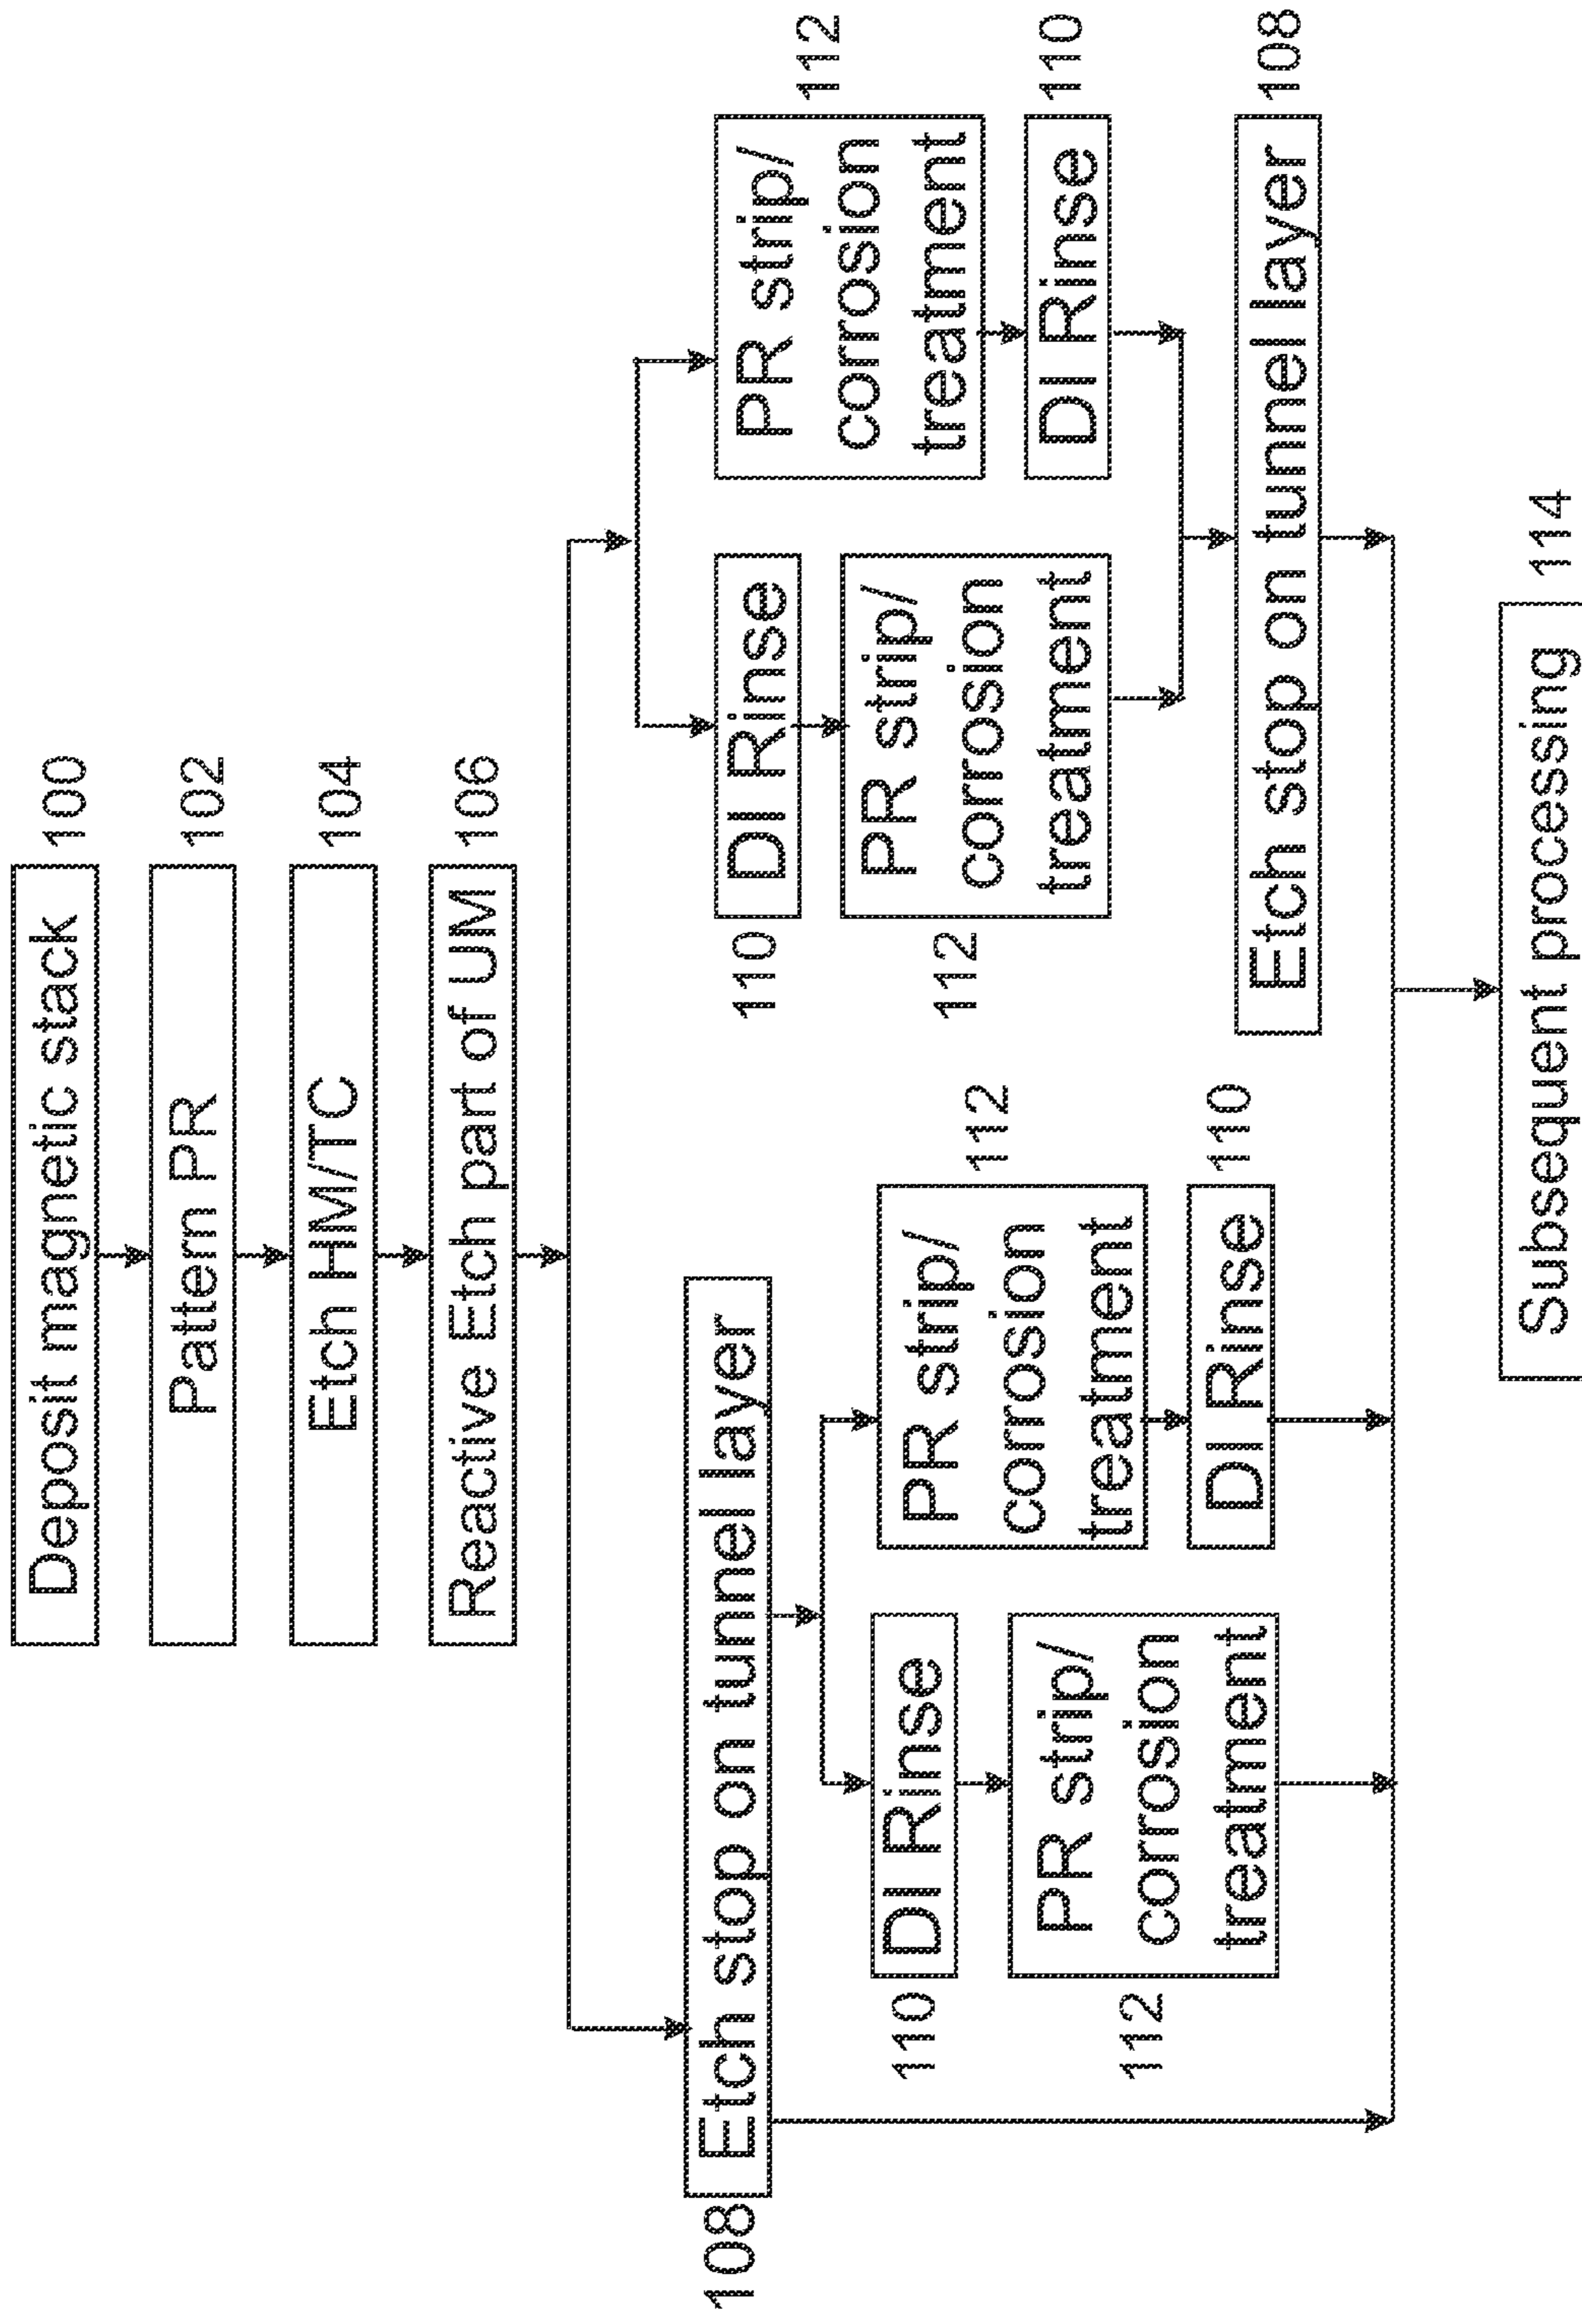 Deposit magnetic stack 100
Pattern PR 102
Etch HM/TC 104
Reactive Etch part of UM 106
108 Etch stop on tunnel layer
110 DI Rinse
112 PR strip/
corrosion
treatment
PR strip/ 112
corrosion
treatment
DI Rinse 110
110 DI Rinse
112 PR strip/
corrosion
treatment
PR strip/ 112
corrosion
treatment
DI Rinse 110
Etch stop on tunnel layer 108
Subsequent processing 114